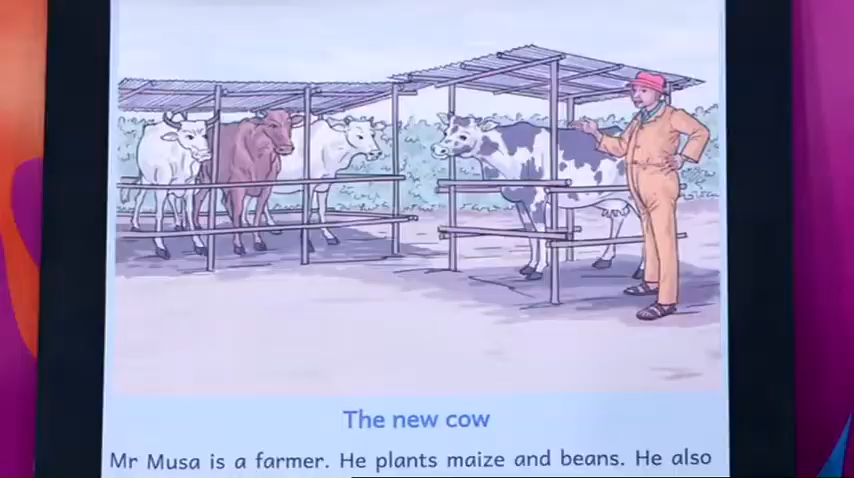 The new cow
Mr Musa is a farmer. He plants maize and beans. He also